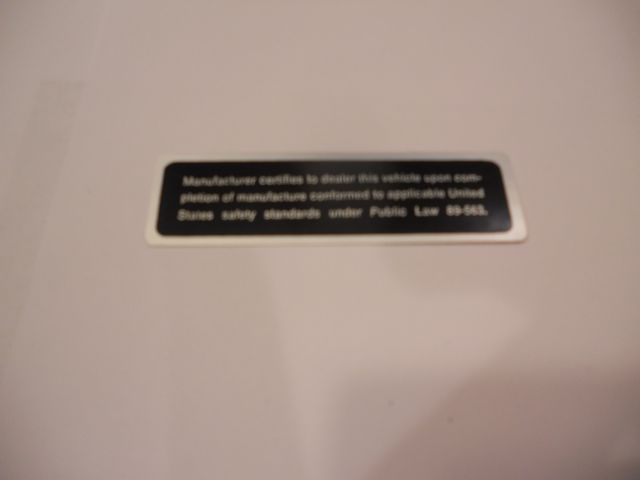 Manufacturer certifies to dealer this vehicle upon com-
pletion of manufacture conformed to applicable United
States safety standards under Public Law 89-563.